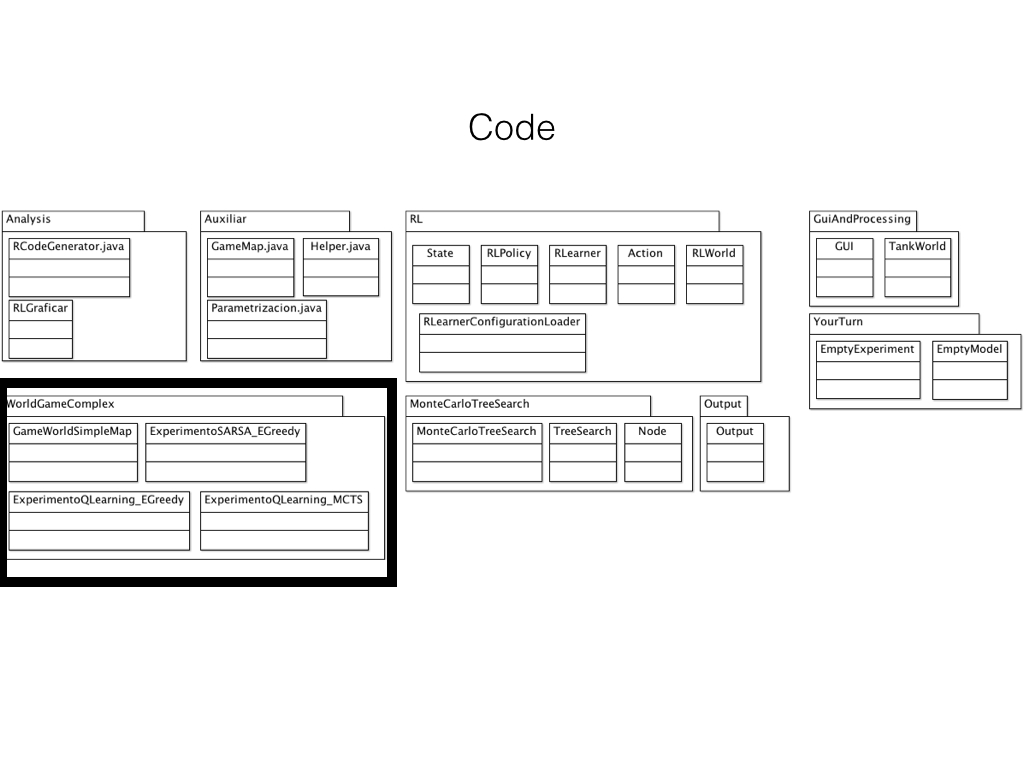 Code
Analysis
RCodeGenerator.java
RLGraficar
Auxiliar
GameMap.java
Helper.java
Parametrizacion.java
RL
State
RLPolicy
RLearner
Action
RLWorld
RLearnerConfigurationLoader
GuiAndProcessing
GUI
TankWorld
YourTurn
EmptyExperiment
EmptyModel
WorldGameComplex
GameWorldSimpleMap
ExperimentoSARSA_EGreedy
ExperimentoQLearning_EGreedy
ExperimentoQLearning_MCTS
MonteCarloTreeSearch
MonteCarloTreeSearch
TreeSearch
Node
Output
Output